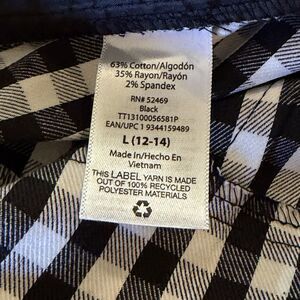 63% Cotton/Algodón
35% Rayon/Rayón
2% Spandex
RN# 52469
Black
TT13100056581P
EAN/UPC 1 9344159489
L (12-14)
Made In/Hecho En
Vietnam
THIS LABEL YARN IS MADE
OUT OF 100% RECYCLED
POLYESTER MATERIALS